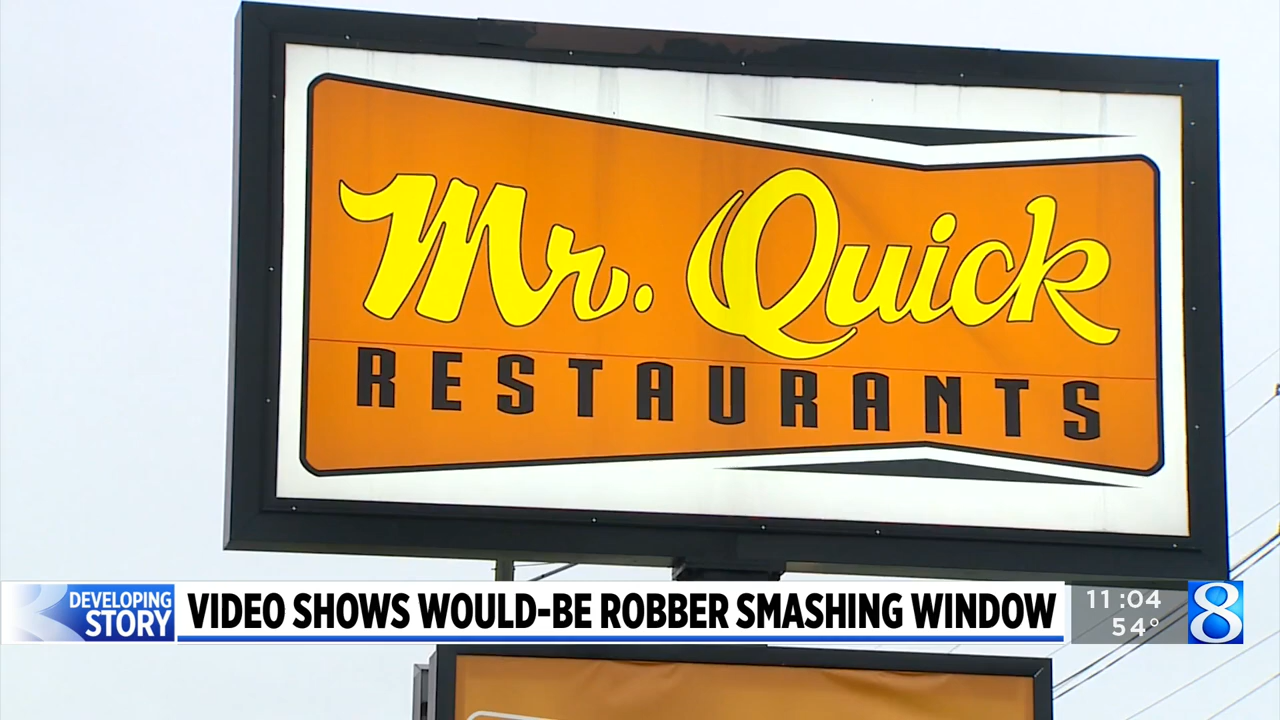 Mr. Quick
RESTAURANTS
DEVELOPING
STORY
VIDEO SHOWS WOULD-BE ROBBER SMASHING WINDOW
11:04
54°
8